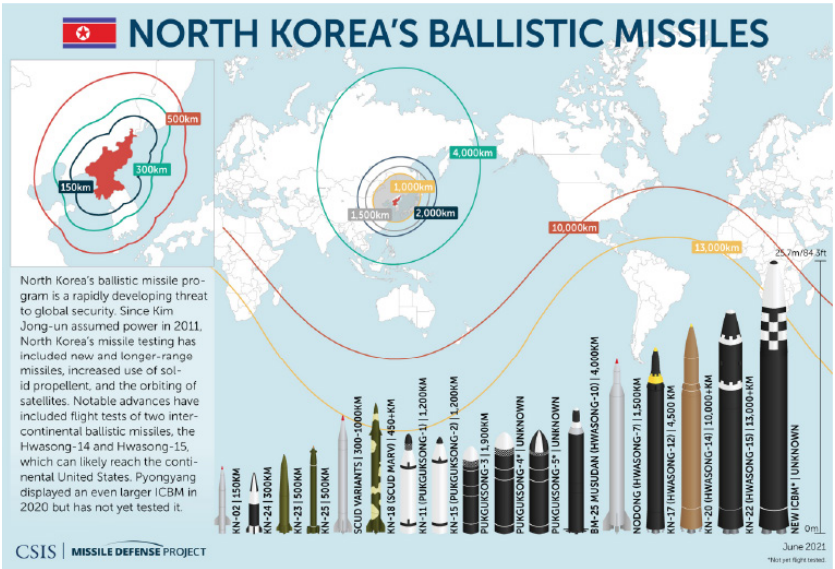 NORTH KOREA'S BALLISTIC MISSILES
500km
300km
150km
4,000km
1,000km
1,500km
2,000km
10,000km
13,000km
25.7m/84.3ft
North Korea's ballistic missile pro-
gram is a rapidly developing threat
to global security. Since Kim
Jong-un assumed power in 2011,
North Korea's missile testing has
included new and longer-range
missiles, increased use of sol-
id propellent, and the orbiting of
satellites. Notable advances have
included flight tests of two inter-
continental ballistic missiles, the
Hwasong-14 and Hwasong-15,
which can likely reach the conti-
nental United States. Pyongyang
displayed an even larger ICBM in
2020 but has not yet tested it.
KN-02 | 150KM
KN-24 | 300KM
KN-23 | 500KM
KN-25 | 500KM
SCUD VARIANTS | 300-1000KM
KN-18 (SCUD MARV) | 450+KM
KN-11 (PUKGUKSONG-1) | 1,200KM
KN-15 (PUKGUKSONG-2) | 1,200KM
PUKGUKSONG-3 | 1,900KM
PUKGUKSONG-4* | UNKNOWN
PUKGUKSONG-5* | UNKNOWN
BM-25 MUSUDAN (HWASONG-10) | 4,000KM
NODONG (HWASONG-7) | 1,500KM
KN-17 (HWASONG-12) | 4,500 KM
KN-20 (HWASONG-14) | 10,000+KM
KN-22 (HWASONG-15) | 13,000+KM
NEW ICBM* | UNKNOWN
0m
CSIS | MISSILE DEFENSE PROJECT
June 2021
*Not yet flight tested.